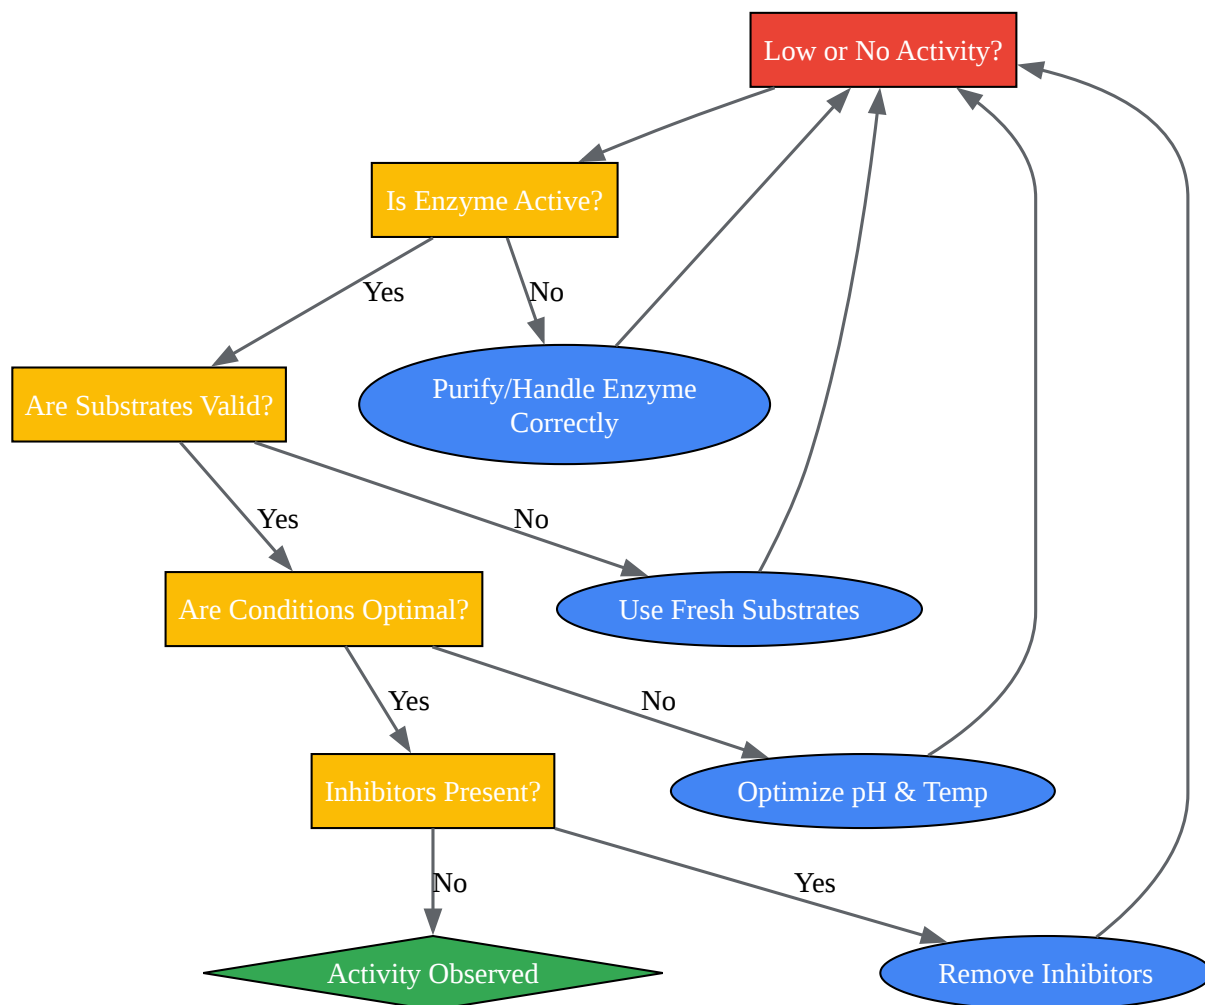 Low or No Activity?
Is Enzyme Active?
Yes
No
Are Substrates Valid?
Purify/Handle Enzyme
Correctly
Yes
No
Are Conditions Optimal?
Use Fresh Substrates
Yes
No
Inhibitors Present?
Optimize pH & Temp
No
Yes
Activity Observed
Remove Inhibitors